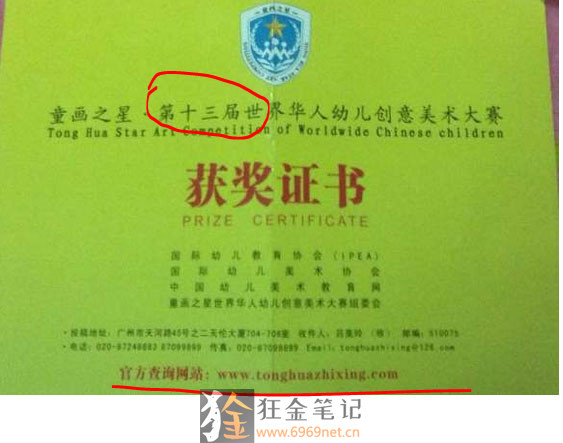 童画之星·第十三届世界华人幼儿创意美术大赛
Tong Hua Star Art Competition of Worldwide Chinese children
获奖证书
PRIZE CERTIFICATE
国际幼儿教育协会(IPEA)
国际幼儿美术协会
中国幼儿美术教育网
童画之星世界华人幼儿创意美术大赛组委会
·投稿地址：广州市天河路45号之二天伦大厦704-706室 收件人：吕美玲（缔） 邮编：510075
·电话：020-87248883 87099899 传真：020-87099899 Email：tonghuazhixing@126.com
官方查询网站：www.tonghuazhixing.com
狂金笔记
www.6969net.cn